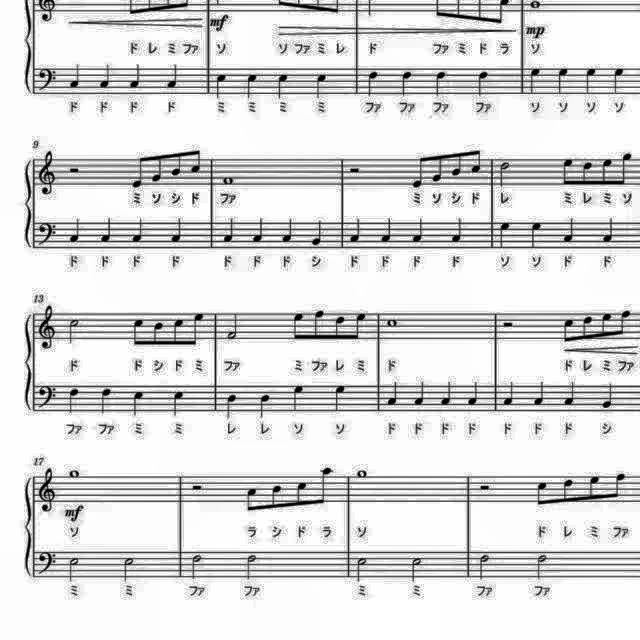 mf mp
ド レ ミ ファ ソ ソ ファ ミ レ ド ファ ミ ド ラ ソ
ド ド ド ド ミ ミ ミ ミ ファ ファ ファ ファ ソ ソ ソ ソ
9
ミ ソ シ ド ファ ミ ソ シ ド レ ミ レ ミ ソ
ド ド ド ド ド ド ド シ ド ド ド ド ソ ソ ド ド
13
ド ド シ ド ミ ファ ミ ファ レ ミ ド ド レ ミ ファ
ファ ファ ミ ミ レ レ ソ ソ ド ド ド ド ド ド ド シ
17
mf
ソ ラ シ ド ラ ソ ド レ ミ ファ
ミ ミ ファ ファ ミ ミ ファ ファ